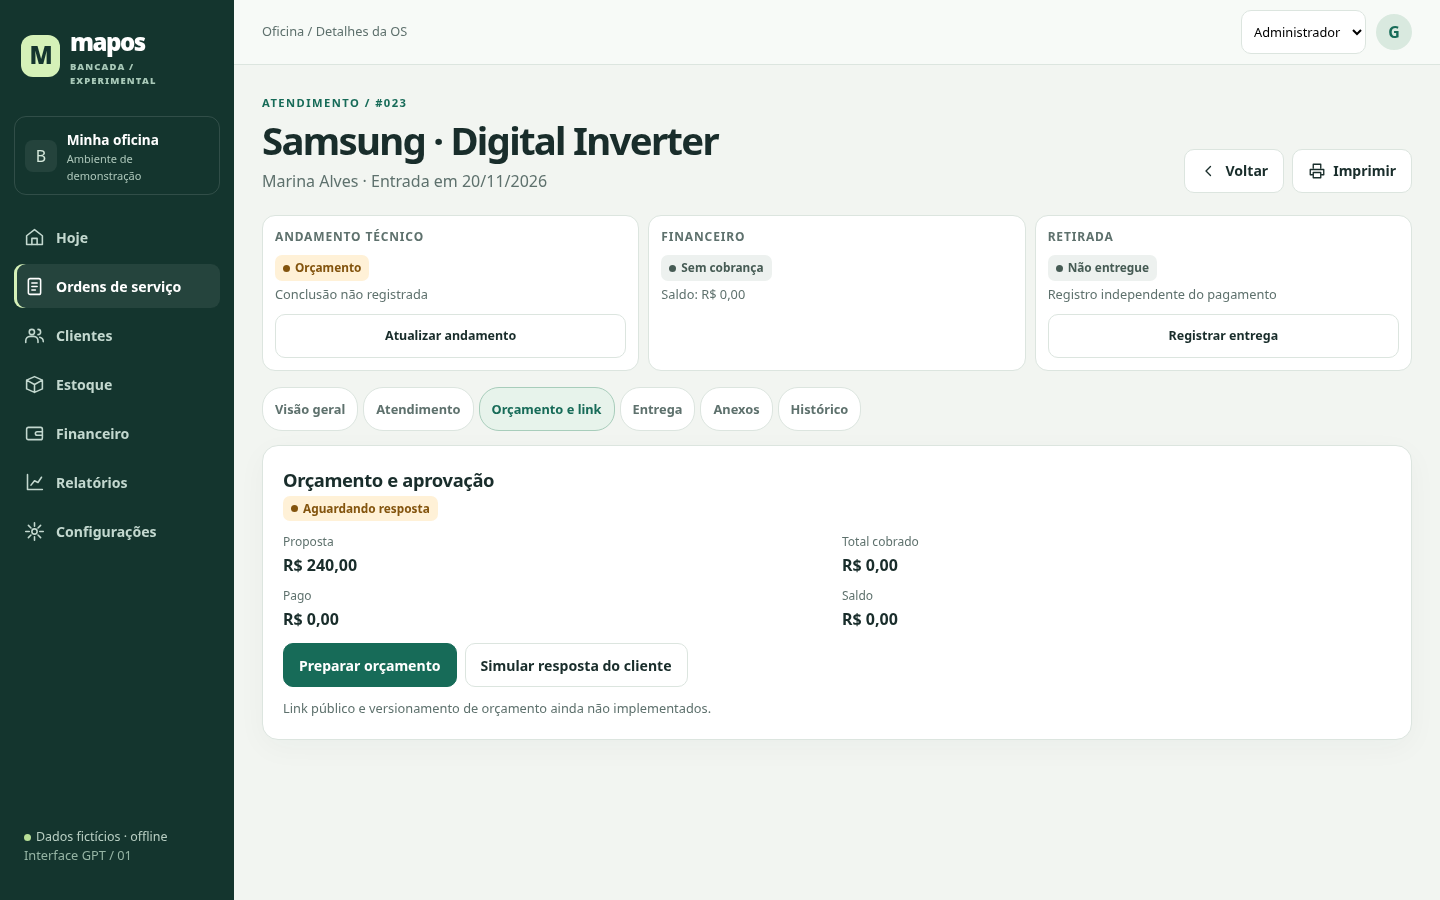 M
mapos
BANCADA /
EXPERIMENTAL
B
Minha oficina
Ambiente de
demonstração
Hoje
Ordens de serviço
Clientes
Estoque
Financeiro
Relatórios
Configurações
Dados fictícios · offline
Interface GPT / 01
Oficina / Detalhes da OS
Administrador
G
ATENDIMENTO / #023
Samsung · Digital Inverter
Marina Alves · Entrada em 20/11/2026
Voltar
Imprimir
ANDAMENTO TÉCNICO
Orçamento
Conclusão não registrada
Atualizar andamento
FINANCEIRO
Sem cobrança
Saldo: R$ 0,00
RETIRADA
Não entregue
Registro independente do pagamento
Registrar entrega
Visão geral
Atendimento
Orçamento e link
Entrega
Anexos
Histórico
Orçamento e aprovação
Aguardando resposta
Proposta
R$ 240,00
Total cobrado
R$ 0,00
Pago
R$ 0,00
Saldo
R$ 0,00
Preparar orçamento
Simular resposta do cliente
Link público e versionamento de orçamento ainda não implementados.